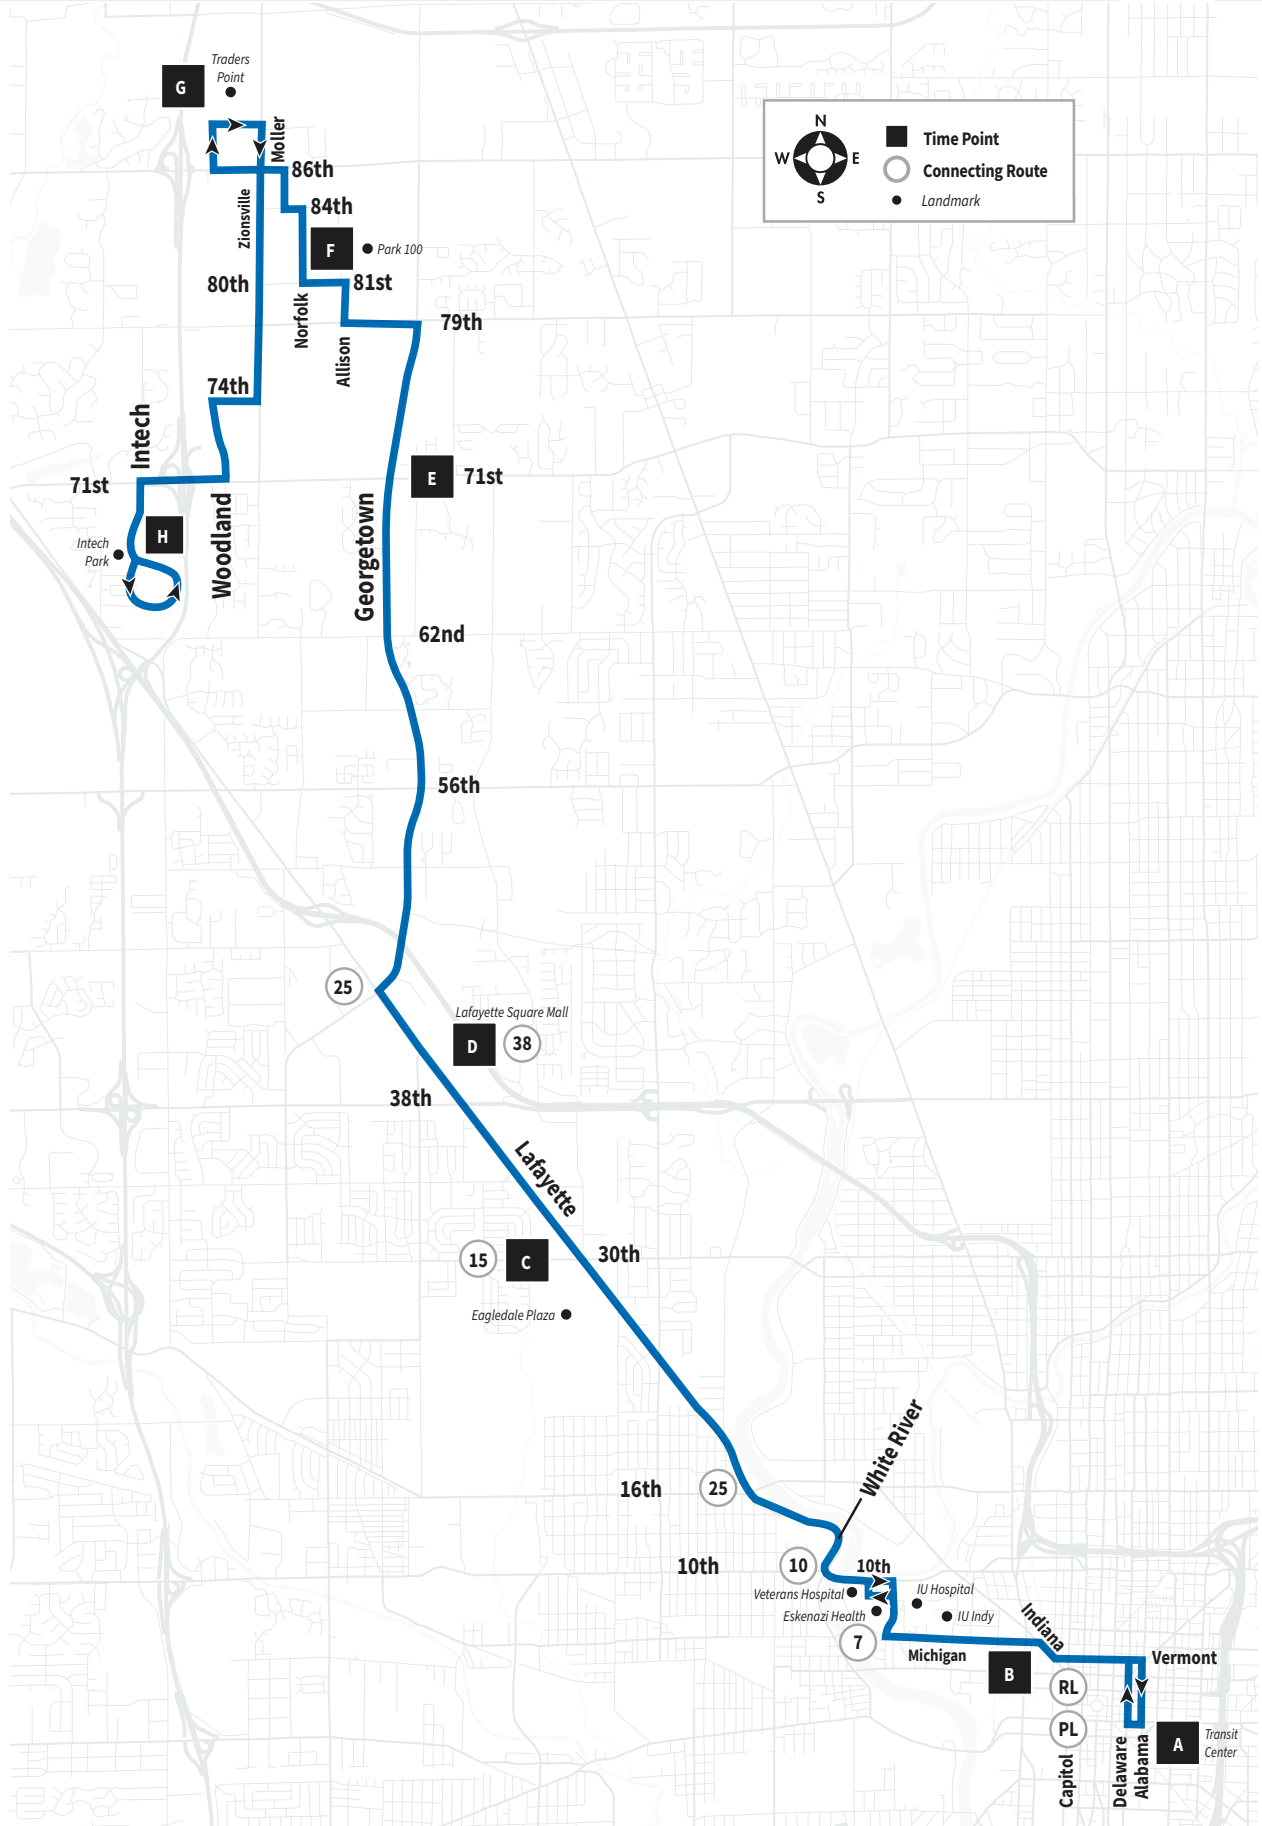 Traders
Point
G
Moller
86th
Zionsville
84th
F
Park 100
80th
81st
Norfolk
79th
Allison
74th
Intech
71st
E
71st
Woodland
Georgetown
H
Intech
Park
62nd
56th
25
Lafayette Square Mall
D
38
38th
Lafayette
15
C
30th
Eagledale Plaza
White River
16th
25
10th
10
10th
Veterans Hospital
IU Hospital
Eskenazi Health
IU Indy
7
Indiana
Michigan
B
Vermont
RL
PL
A
Transit
Center
Capitol
Delaware
Alabama
N
W
E
S
Time Point
Connecting Route
Landmark